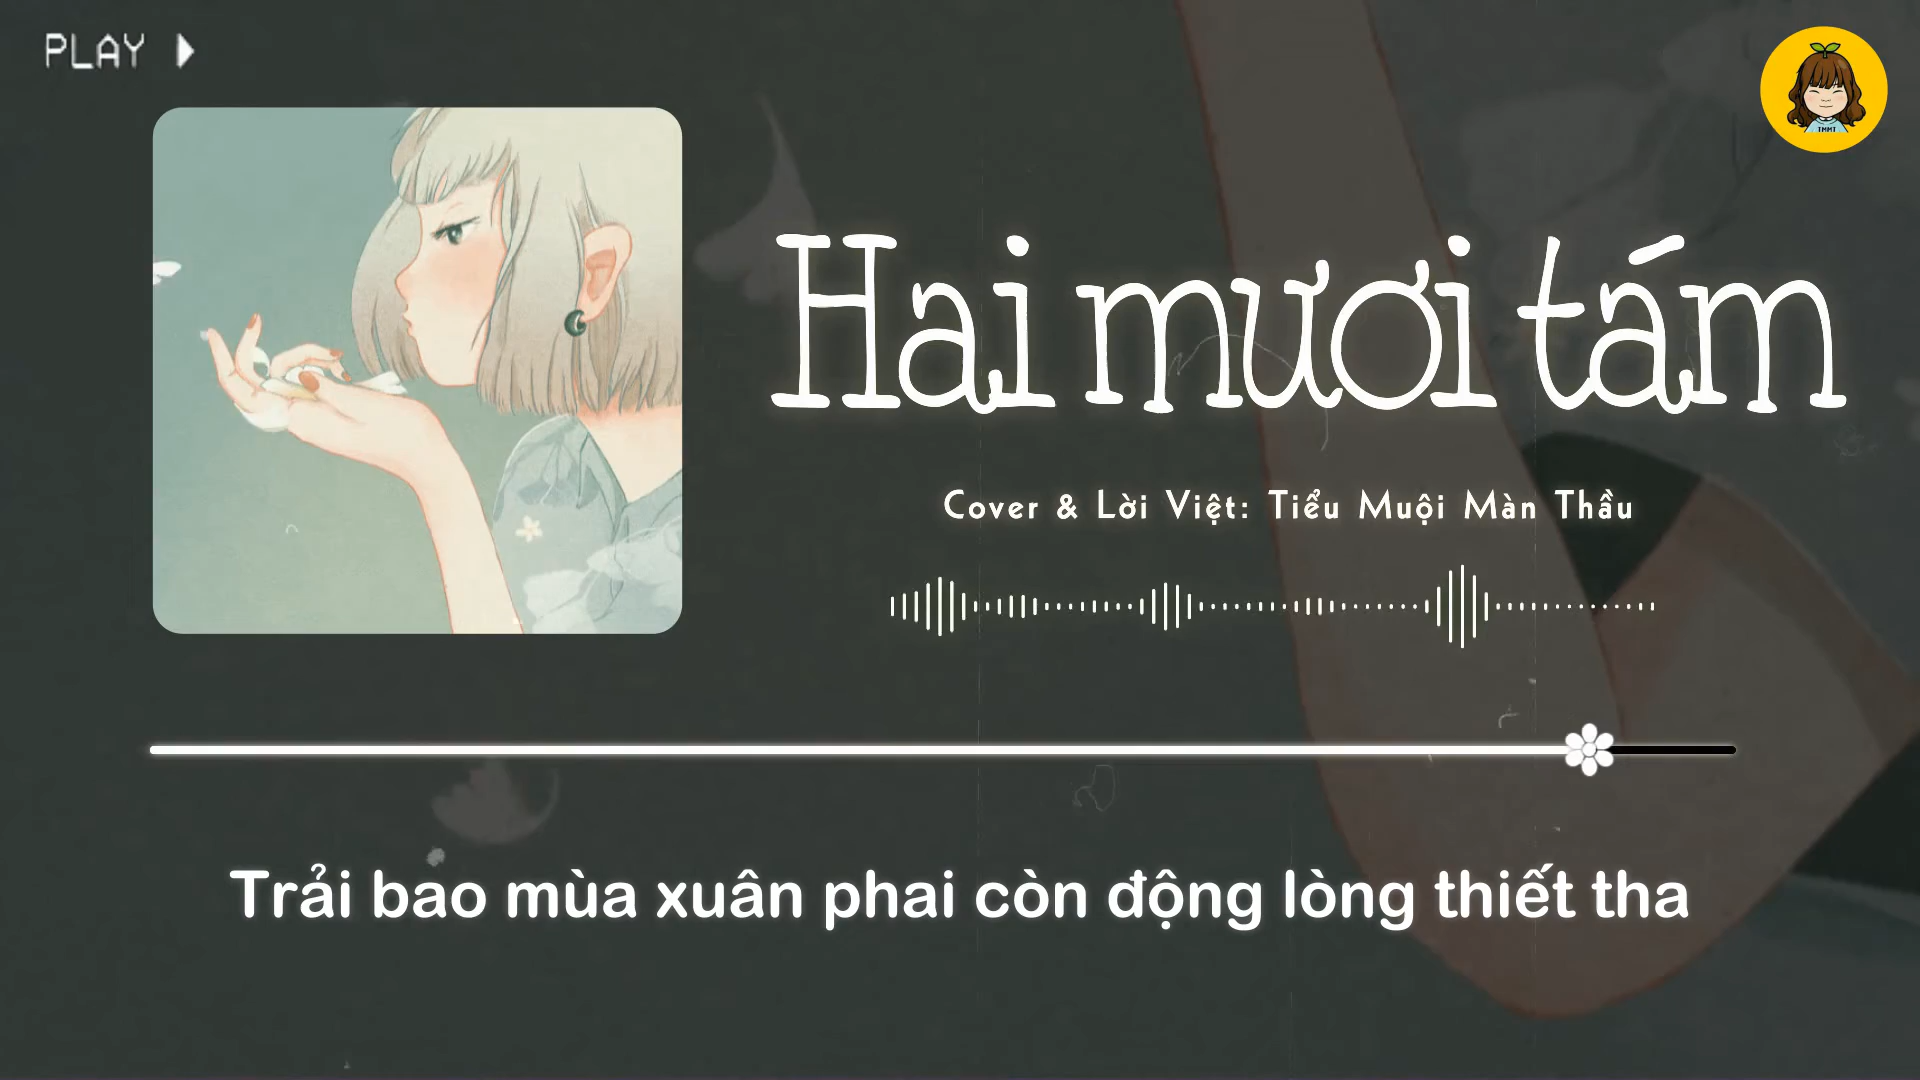 PLAY
TMMT
Hai mươi tám
Cover & Lời Việt: Tiểu Muội Màn Thầu
Trải bao mùa xuân phai còn động lòng thiết tha